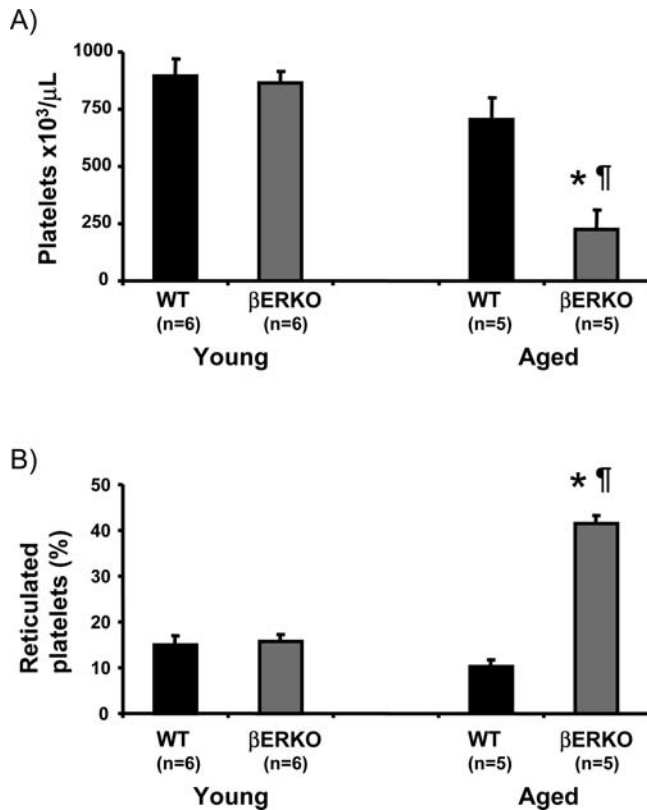 A)
Platelets x10³/µL
1000
750
500
250
0
* ¶
WT βERKO WT βERKO
(n=6) (n=6) (n=5) (n=5)
Young Aged
B)
Reticulated
platelets (%)
50
40
30
20
10
0
* ¶
WT βERKO WT βERKO
(n=6) (n=6) (n=5) (n=5)
Young Aged